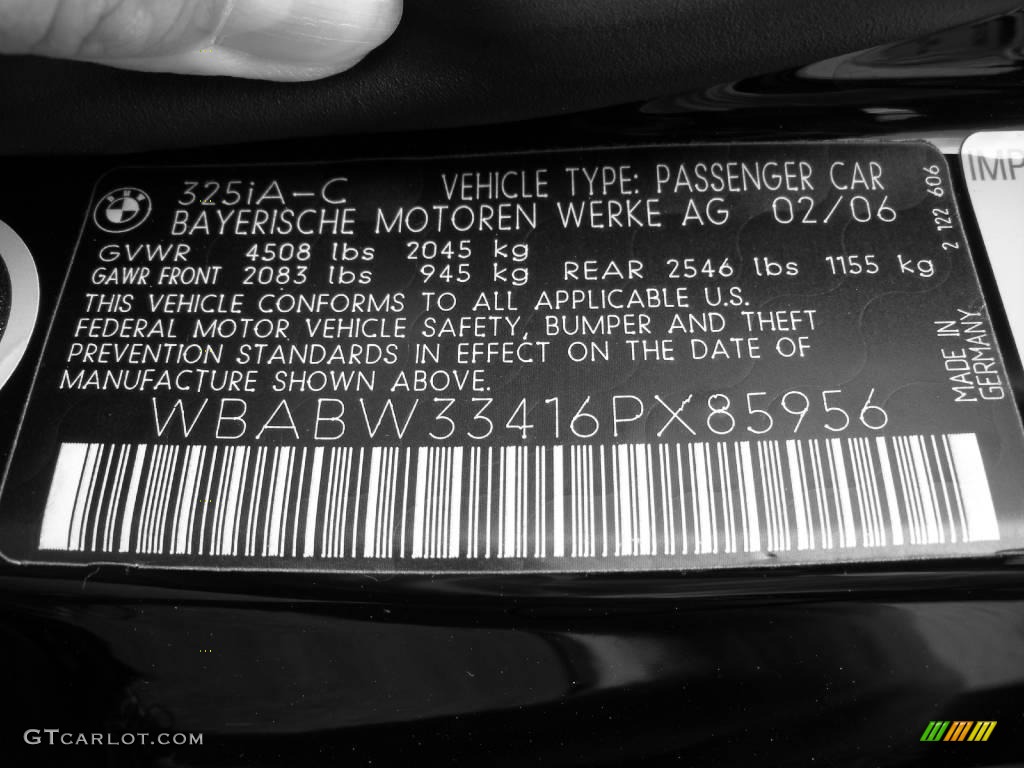 325iA-C VEHICLE TYPE: PASSENGER CAR
BAYERISCHE MOTOREN WERKE AG 02/06
GVWR 4508 lbs 2045 kg
GAWR FRONT 2083 lbs 945 kg REAR 2546 lbs 1155 kg
THIS VEHICLE CONFORMS TO ALL APPLICABLE U.S.
FEDERAL MOTOR VEHICLE SAFETY, BUMPER AND THEFT
PREVENTION STANDARDS IN EFFECT ON THE DATE OF
MANUFACTURE SHOWN ABOVE.
WBABW33416PX85956
2 122 606
MADE IN
GERMANY
IMP
BMW
GTCARLOT.COM